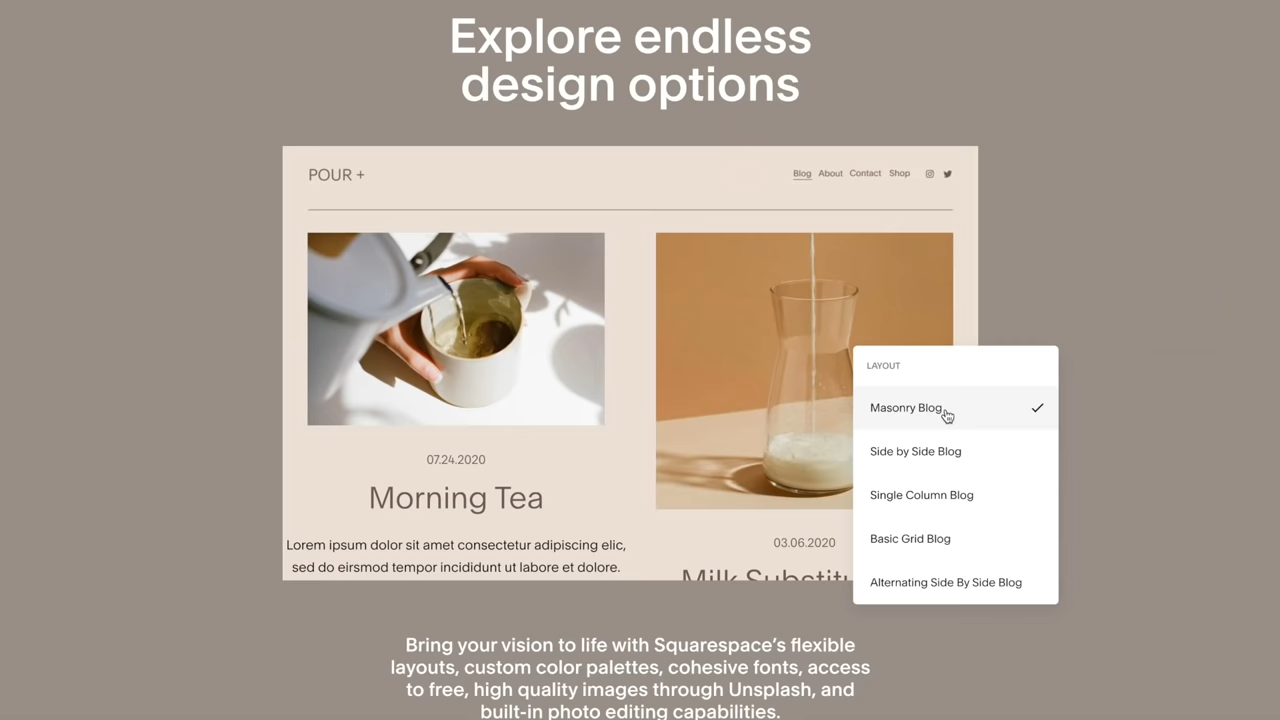 Explore endless
design options
POUR +
Blog About Contact Shop
07.24.2020
Morning Tea
Lorem ipsum dolor sit amet consectetur adipiscing elic,
sed do eirsmod tempor incididunt ut labore et dolore.
03.06.2020
Milk
LAYOUT
Masonry Blog
Side by Side Blog
Single Column Blog
Basic Grid Blog
Alternating Side By Side Blog
Bring your vision to life with Squarespace’s flexible
layouts, custom color palettes, cohesive fonts, access
to free, high quality images through Unsplash, and
built-in photo editing capabilities.